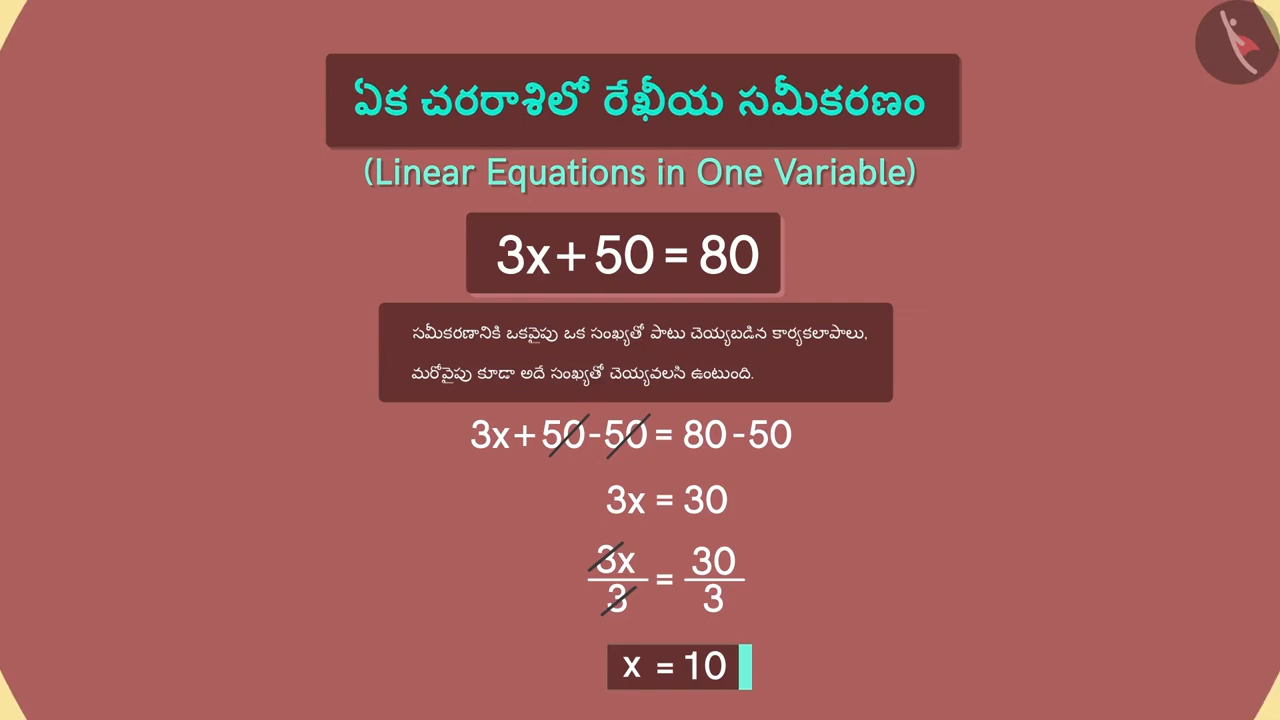 ఏక చరరాశిలో రేఖీయ సమీకరణం
(Linear Equations in One Variable)
3x+50=80
సమీకరణానికి ఒకవైపు ఒక సంఖ్యతో పాటు చెయ్యబడిన కార్యకలాపాలు,
మరోవైపు కూడా అదే సంఖ్యతో చెయ్యవలసి ఉంటుంది.
3x+50-50=80-50
3x = 30
3x/3 = 30/3
x = 10